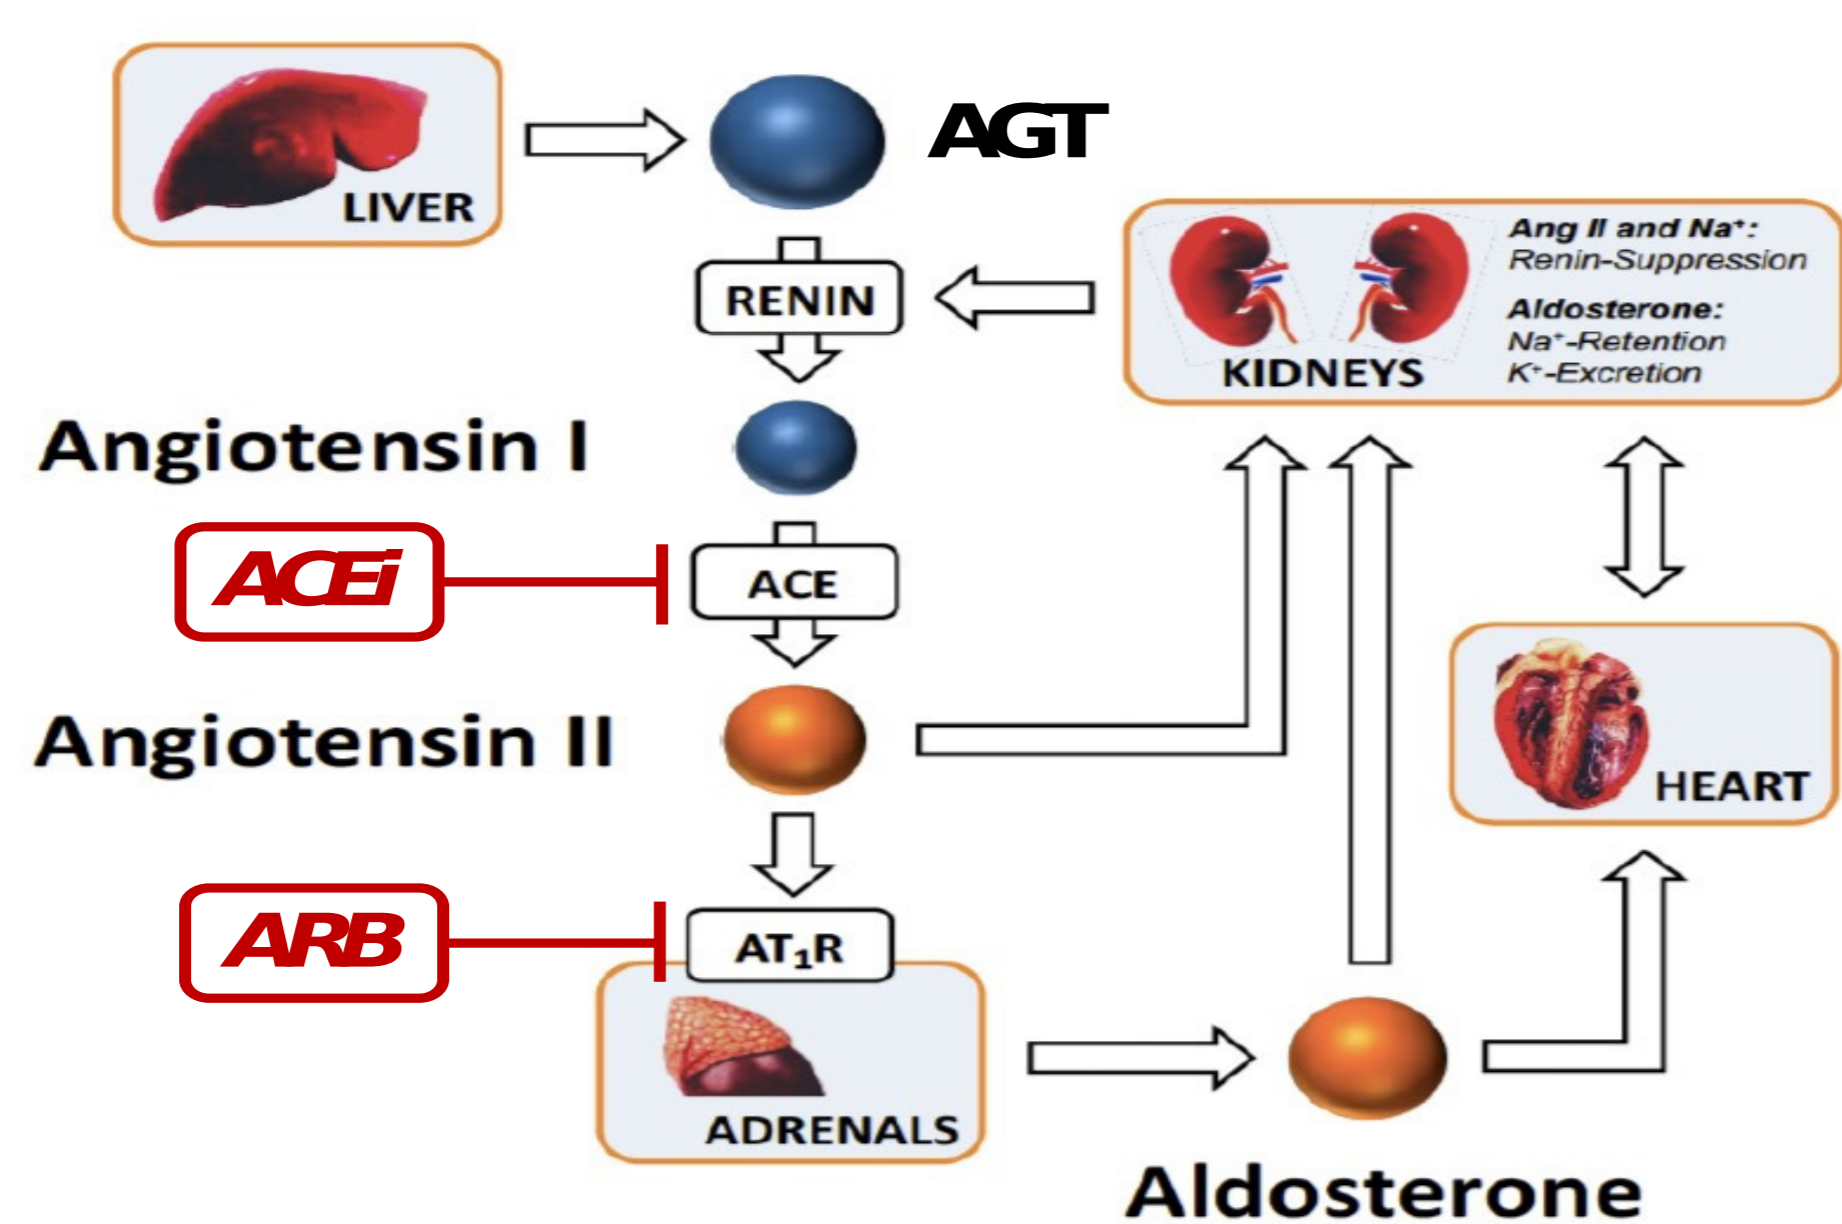 LIVER
AGT
RENIN
KIDNEYS
Ang II and Na⁺:
Renin-Suppression
Aldosterone:
Na⁺-Retention
K⁺-Excretion
Angiotensin I
ACEi
ACE
Angiotensin II
HEART
ARB
AT₁R
ADRENALS
Aldosterone